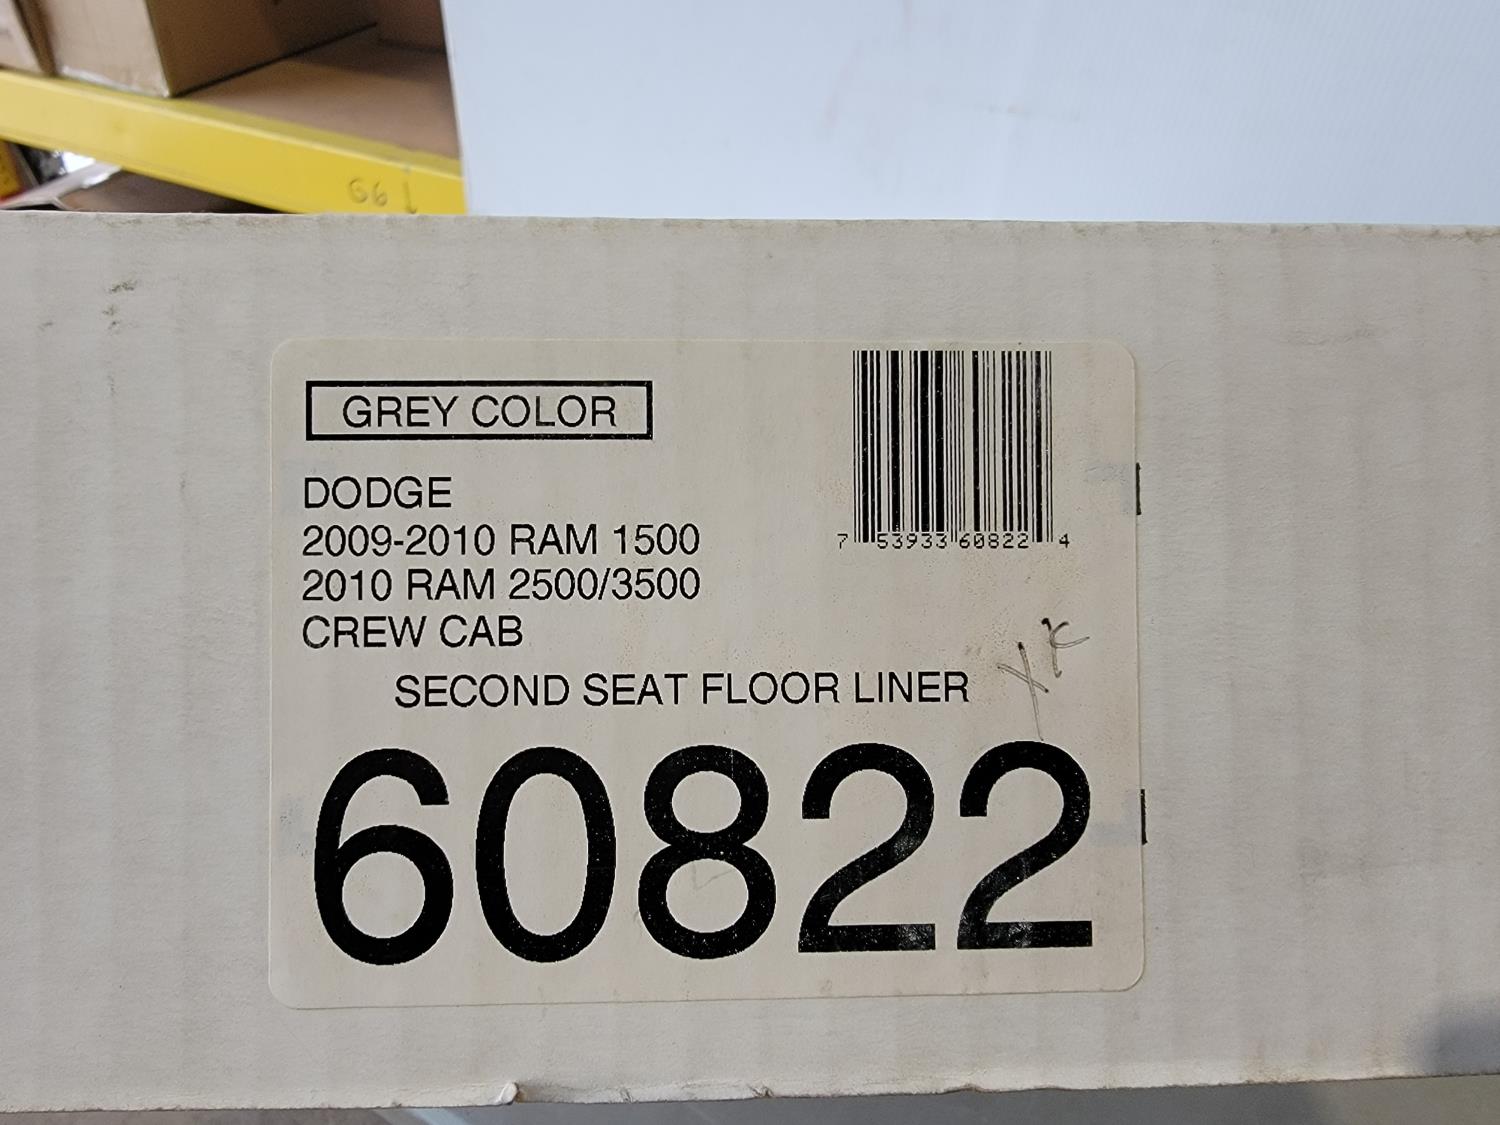 GREY COLOR
DODGE
2009-2010 RAM 1500
2010 RAM 2500/3500
CREW CAB
SECOND SEAT FLOOR LINER
60822
7 53933 60822 4